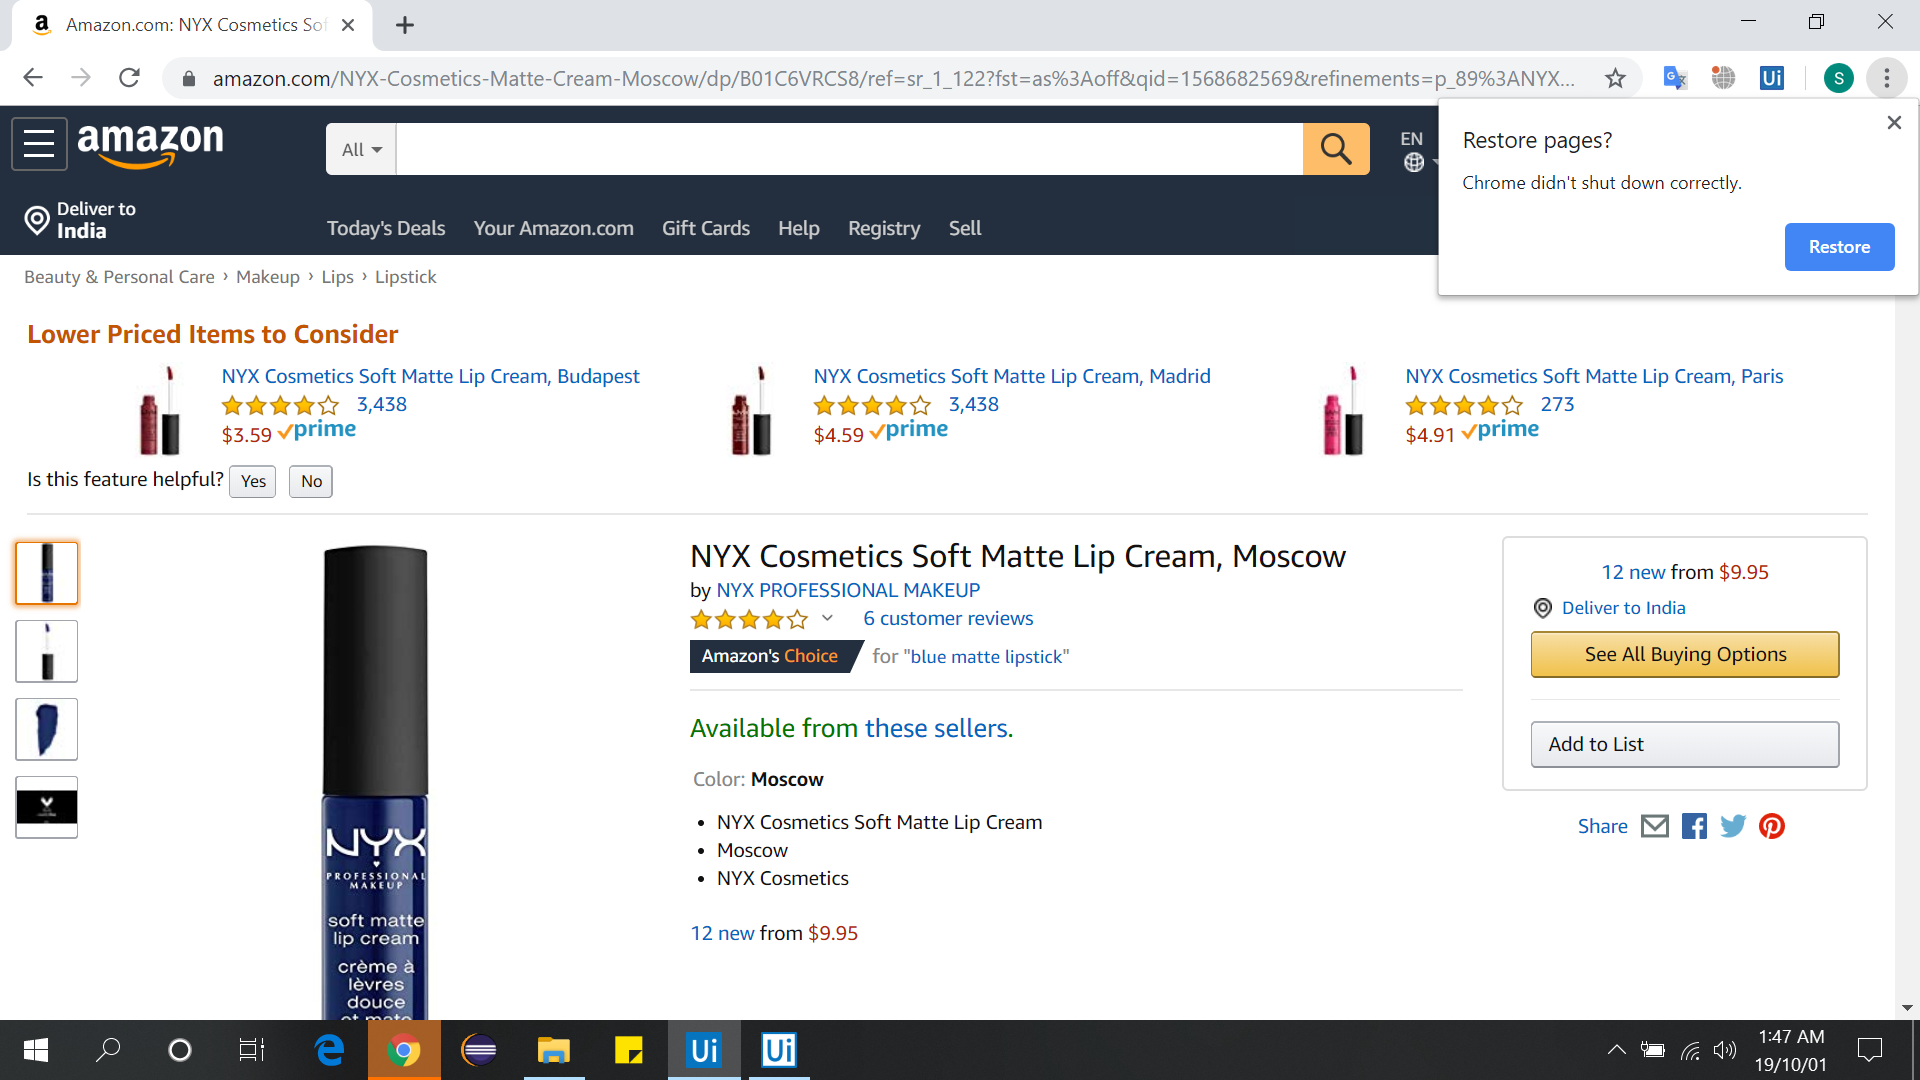 Amazon.com: NYX Cosmetics Sof
amazon.com/NYX-Cosmetics-Matte-Cream-Moscow/dp/B01C6VRCS8/ref=sr_1_122?fst=as%3Aoff&qid=1568682569&refinements=p_89%3ANYX...
Ui
S
amazon
All
EN
Restore pages?
Chrome didn't shut down correctly.
Restore
Deliver to
India
Today's Deals Your Amazon.com Gift Cards Help Registry Sell
Beauty & Personal Care › Makeup › Lips › Lipstick
Lower Priced Items to Consider
NYX Cosmetics Soft Matte Lip Cream, Budapest
3,438
$3.59 prime
NYX Cosmetics Soft Matte Lip Cream, Madrid
3,438
$4.59 prime
NYX Cosmetics Soft Matte Lip Cream, Paris
273
$4.91 prime
Is this feature helpful? Yes No
NYX
PROFESSIONAL
MAKEUP
soft matte
lip cream
crème à
lèvres
douce
et mate
NYX Cosmetics Soft Matte Lip Cream, Moscow
by NYX PROFESSIONAL MAKEUP
6 customer reviews
Amazon's Choice for "blue matte lipstick"
Available from these sellers.
Color: Moscow
• NYX Cosmetics Soft Matte Lip Cream
• Moscow
• NYX Cosmetics
12 new from $9.95
12 new from $9.95
Deliver to India
See All Buying Options
Add to List
Share
Ui
Ui
1:47 AM
19/10/01